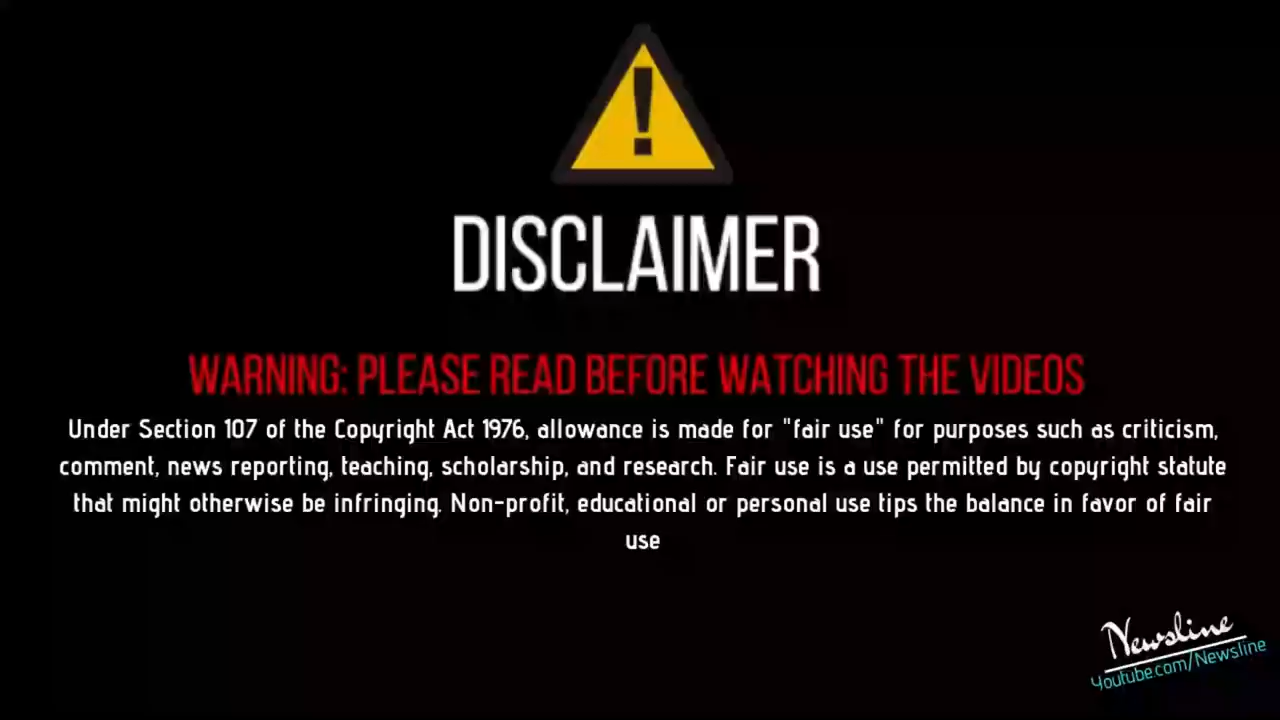 DISCLAIMER
WARNING: PLEASE READ BEFORE WATCHING THE VIDEOS
Under Section 107 of the Copyright Act 1976, allowance is made for "fair use" for purposes such as criticism,
comment, news reporting, teaching, scholarship, and research. Fair use is a use permitted by copyright statute
that might otherwise be infringing. Non-profit, educational or personal use tips the balance in favor of fair
use
Newsline
Youtube.com/Newsline